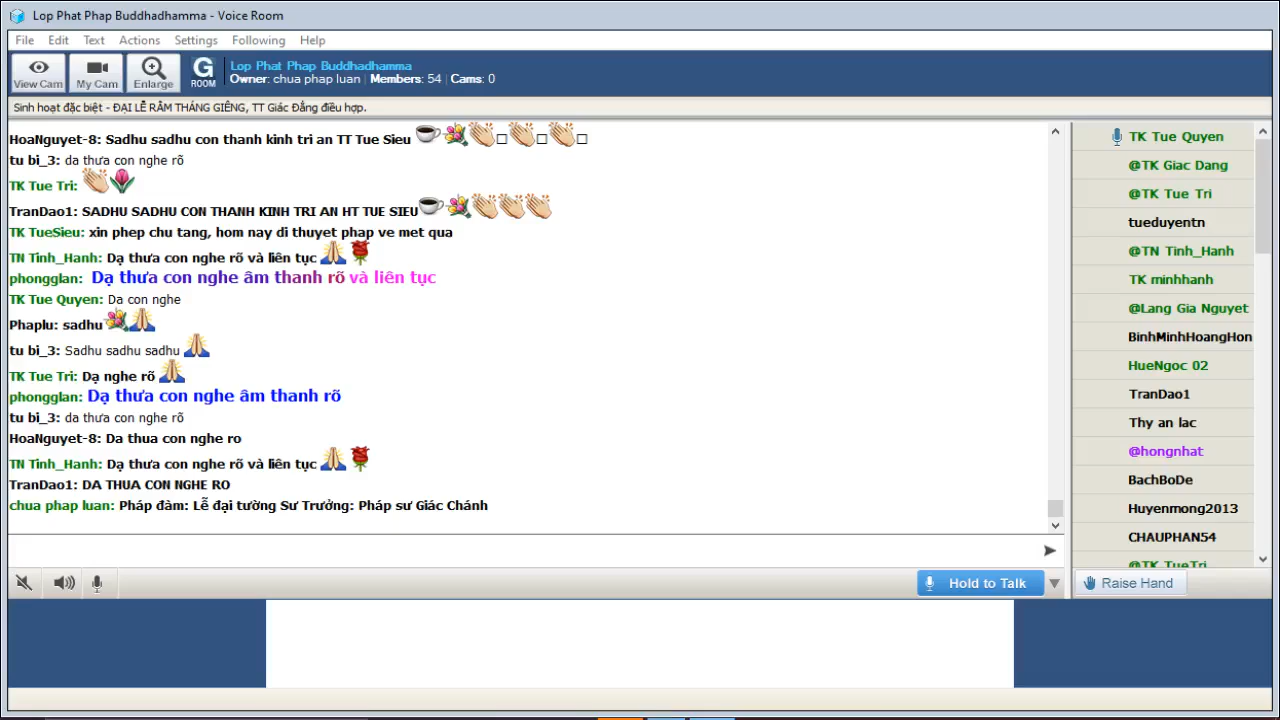 Lop Phat Phap Buddhadhamma - Voice Room
File Edit Text Actions Settings Following Help
View Cam My Cam Enlarge G ROOM
Lop Phat Phap Buddhadhamma
Owner: chua phap luan | Members: 54 | Cams: 0
Sinh hoạt đặc biệt - ĐẠI LỄ RẰM THÁNG GIÊNG, TT Giác Đẳng điều hợp.
HoaNguyet-8: Sadhu sadhu con thanh kinh tri an TT Tue Sieu
tu bi_3: da thưa con nghe rõ
TK Tue Tri:
TranDao1: SADHU SADHU CON THANH KINH TRI AN HT TUE SIEU
TK TueSieu: xin phep chu tang, hom nay di thuyet phap ve met qua
TN Tinh_Hanh: Dạ thưa con nghe rõ và liên tục
phongglan: Dạ thưa con nghe âm thanh rõ và liên tục
TK Tue Quyen: Da con nghe
Phaplu: sadhu
tu bi_3: Sadhu sadhu sadhu
TK Tue Tri: Dạ nghe rõ
phongglan: Dạ thưa con nghe âm thanh rõ
tu bi_3: da thưa con nghe rõ
HoaNguyet-8: Da thua con nghe ro
TN Tinh_Hanh: Dạ thưa con nghe rõ và liên tục
TranDao1: DA THUA CON NGHE RO
chua phap luan: Pháp đàm: Lễ đại tường Sư Trưởng: Pháp sư Giác Chánh
TK Tue Quyen
@TK Giac Dang
@TK Tue Tri
tueduyentn
@TN Tinh_Hanh
TK minhhanh
@Lang Gia Nguyet
BinhMinhHoangHon
HueNgoc 02
TranDao1
Thy an lac
@hongnhat
BachBoDe
Huyenmong2013
CHAUPHAN54
@TK TueTri
Hold to Talk
Raise Hand